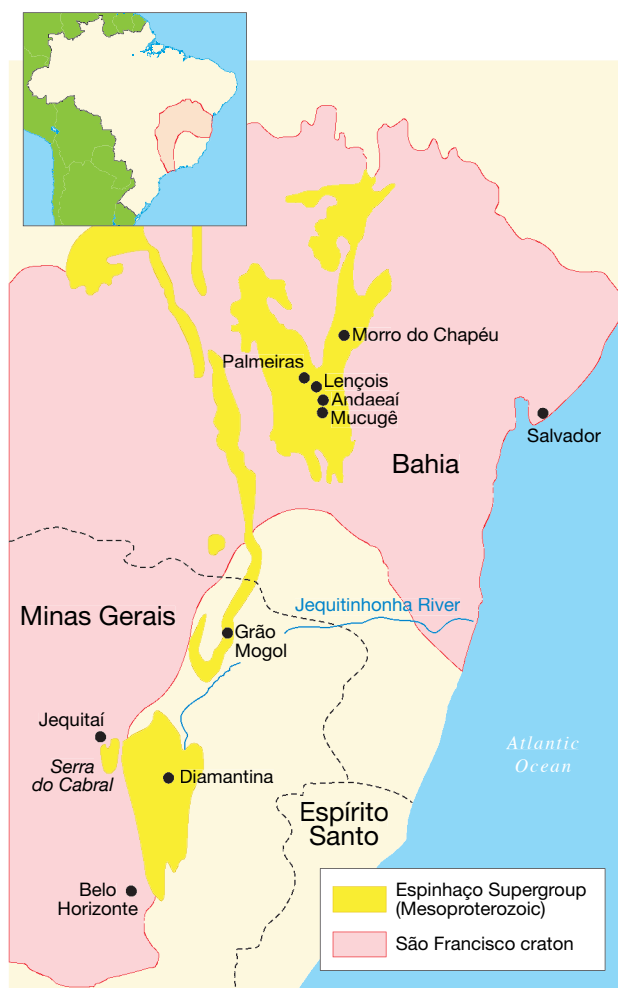 Morro do Chapéu
Palmeiras
Lençois
Andaeaí
Mucugê
Salvador
Bahia
Jequitinhonha River
Minas Gerais
Grão
Mogol
Jequitaí
Serra
do Cabral
Diamantina
Atlantic
Ocean
Espírito
Santo
Belo
Horizonte
Espinhaço Supergroup
(Mesoproterozoic)
São Francisco craton